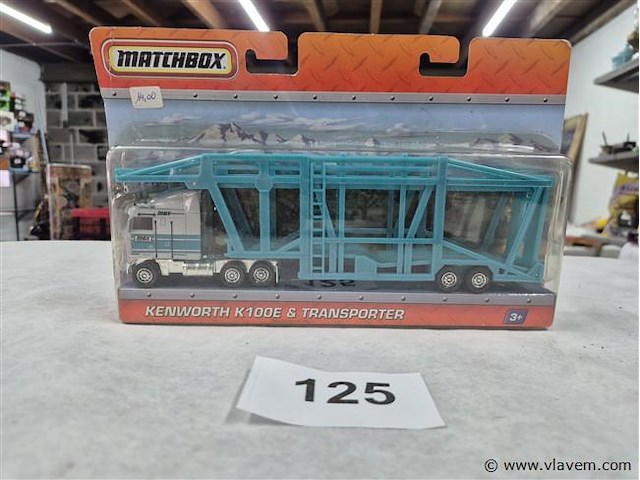 MATCHBOX
14,00
KENWORTH K100E & TRANSPORTER
3+
125
© www.vlavem.com